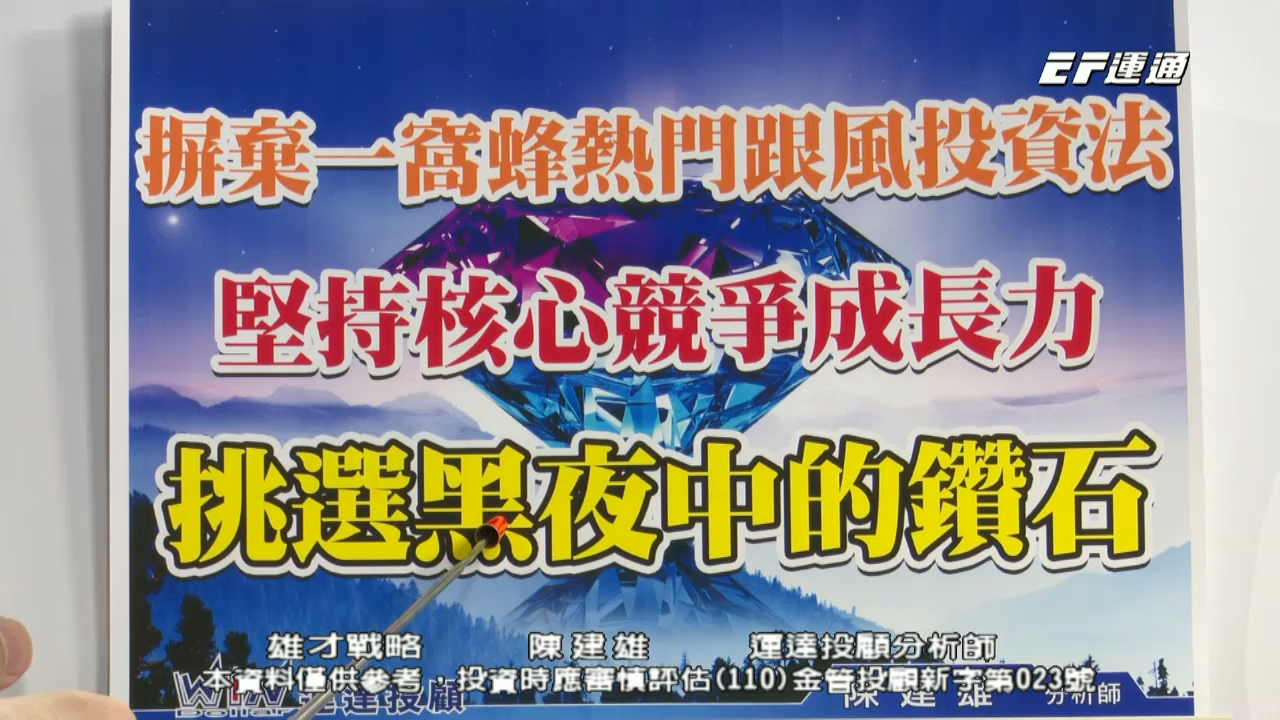 EF運通
摒棄一窩蜂熱門跟風投資法
堅持核心競爭成長力
挑選黑夜中的鑽石
雄才戰略 陳建雄 運達投顧分析師
本資料僅供參考，投資時應審慎評估(110)金管投顧新字第023號
Win Dollar 運達投顧 陳建雄 分析師